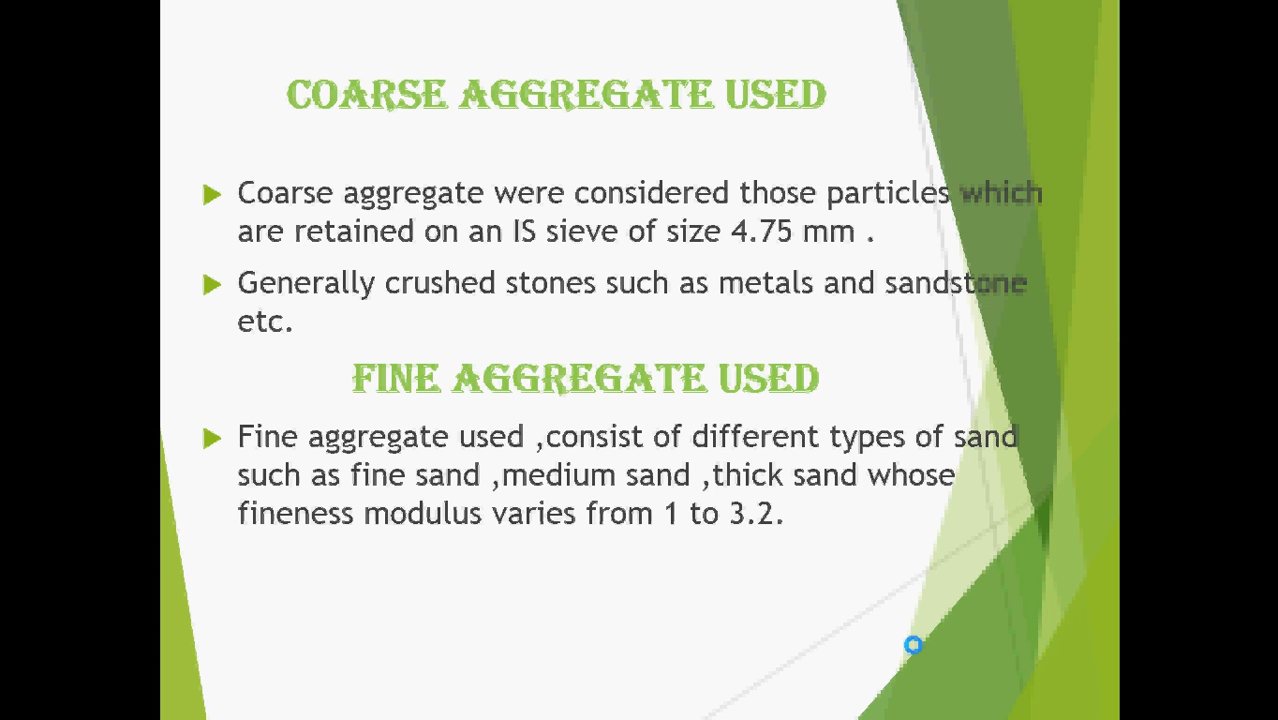 COARSE AGGREGATE USED
Coarse aggregate were considered those particles which
are retained on an IS sieve of size 4.75 mm .
Generally crushed stones such as metals and sandstone
etc.
FINE AGGREGATE USED
Fine aggregate used ,consist of different types of sand
such as fine sand ,medium sand ,thick sand whose
fineness modulus varies from 1 to 3.2.